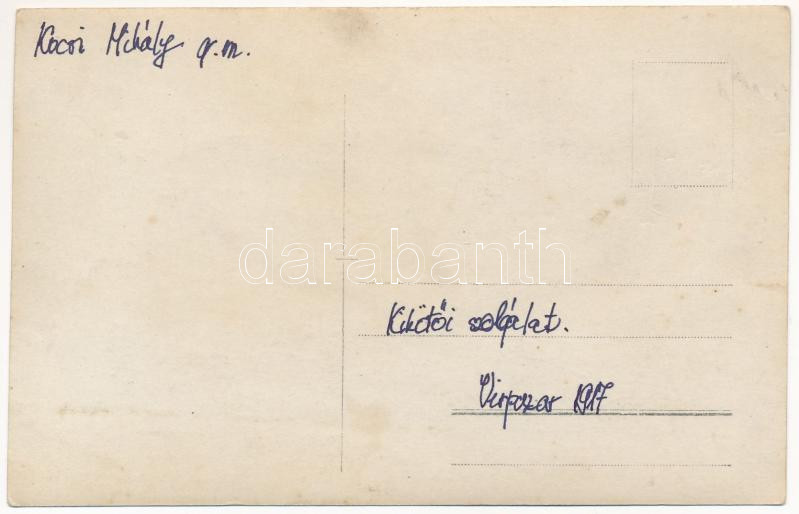 Kocsi Mihály g.m.
darabanth
Kikötői szolgálat.
Virpazar 1917